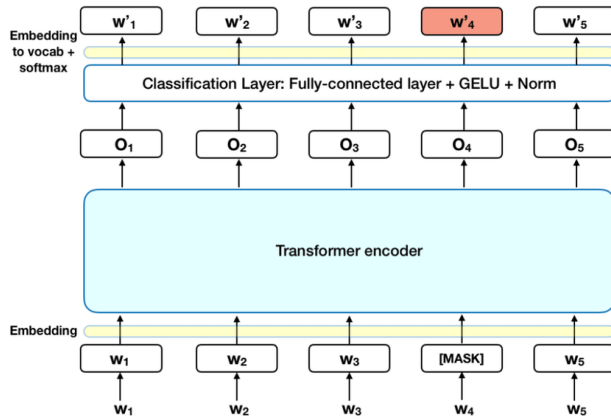 w'₁ w'₂ w'₃ w'₄ w'₅
Embedding
to vocab +
softmax
Classification Layer: Fully-connected layer + GELU + Norm
O₁ O₂ O₃ O₄ O₅
Transformer encoder
Embedding
w₁ w₂ w₃ [MASK] w₅
w₁ w₂ w₃ w₄ w₅